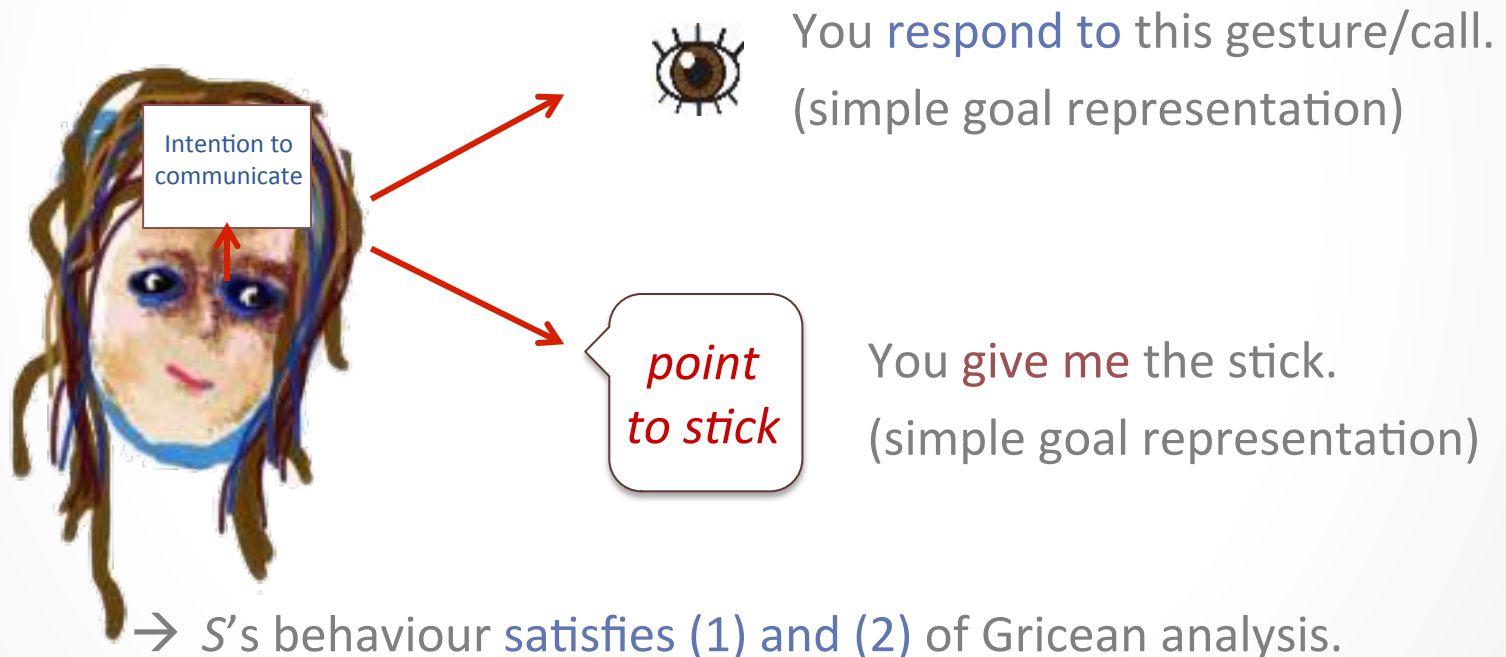 You respond to this gesture/call.
(simple goal representation)
Intention to
communicate
point
to stick
You give me the stick.
(simple goal representation)
→ S’s behaviour satisfies (1) and (2) of Gricean analysis.